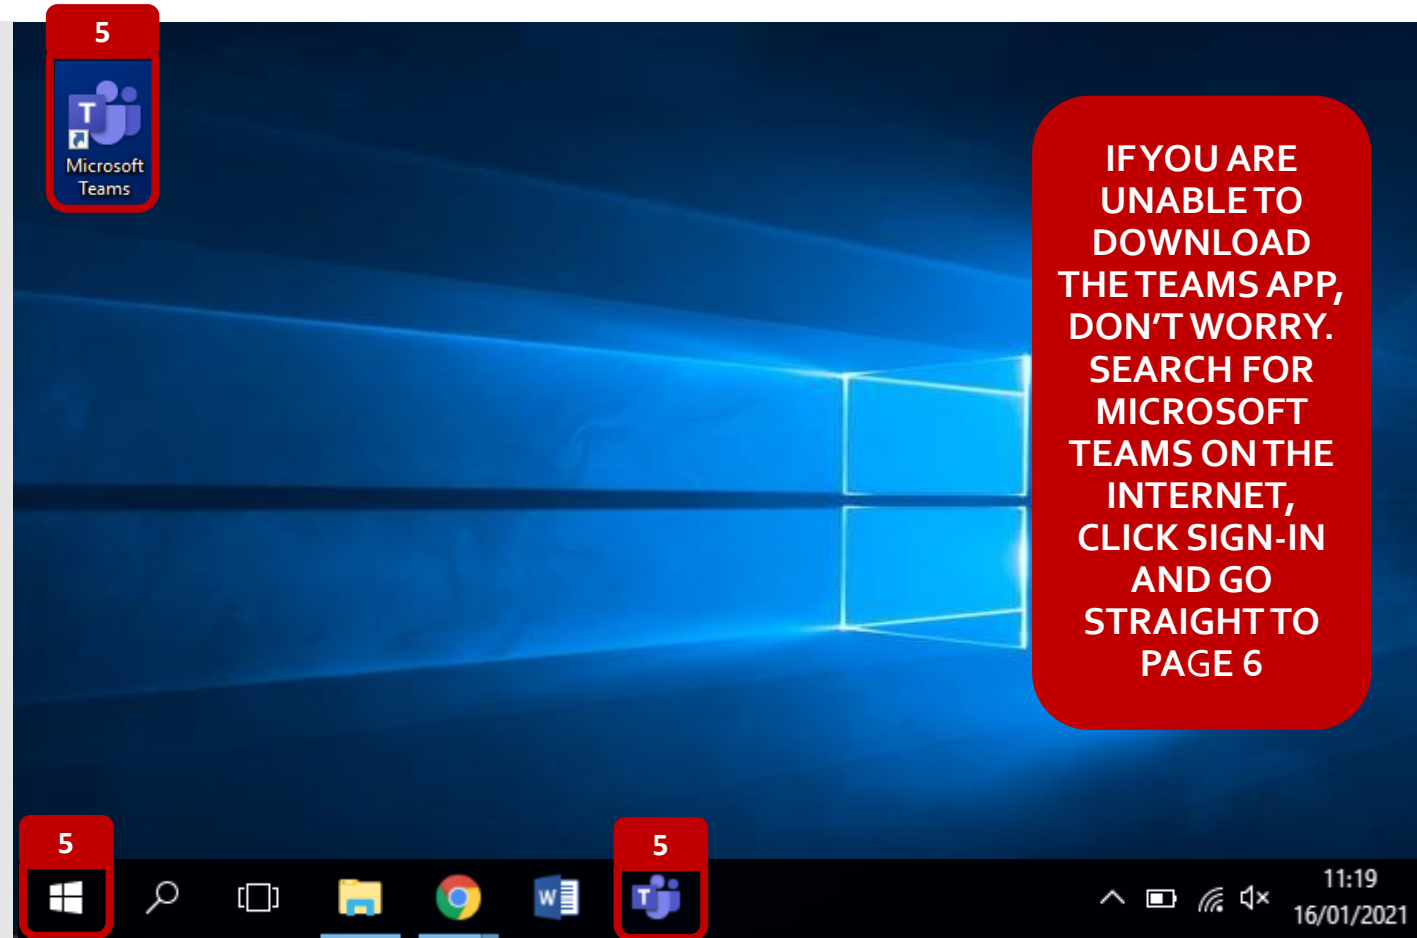 5
T
Microsoft
Teams
IF YOU ARE
UNABLE TO
DOWNLOAD
THE TEAMS APP,
DON'T WORRY.
SEARCH FOR
MICROSOFT
TEAMS ON THE
INTERNET,
CLICK SIGN-IN
AND GO
STRAIGHT TO
PAGE 6
5
5
W
T
11:19
16/01/2021